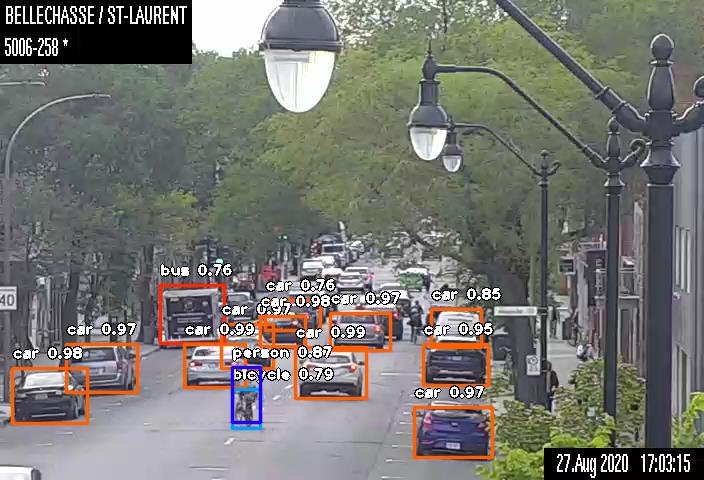 BELLECHASSE / ST-LAURENT
5006-258 *
bus 0.76
car 0.76
car 0.98
car 0.97
car 0.97
car 0.85
car 0.97
car 0.99
car 0.99
car 0.95
car 0.98
person 0.87
bicycle 0.79
car 0.97
40
27.Aug 2020 17:03:15